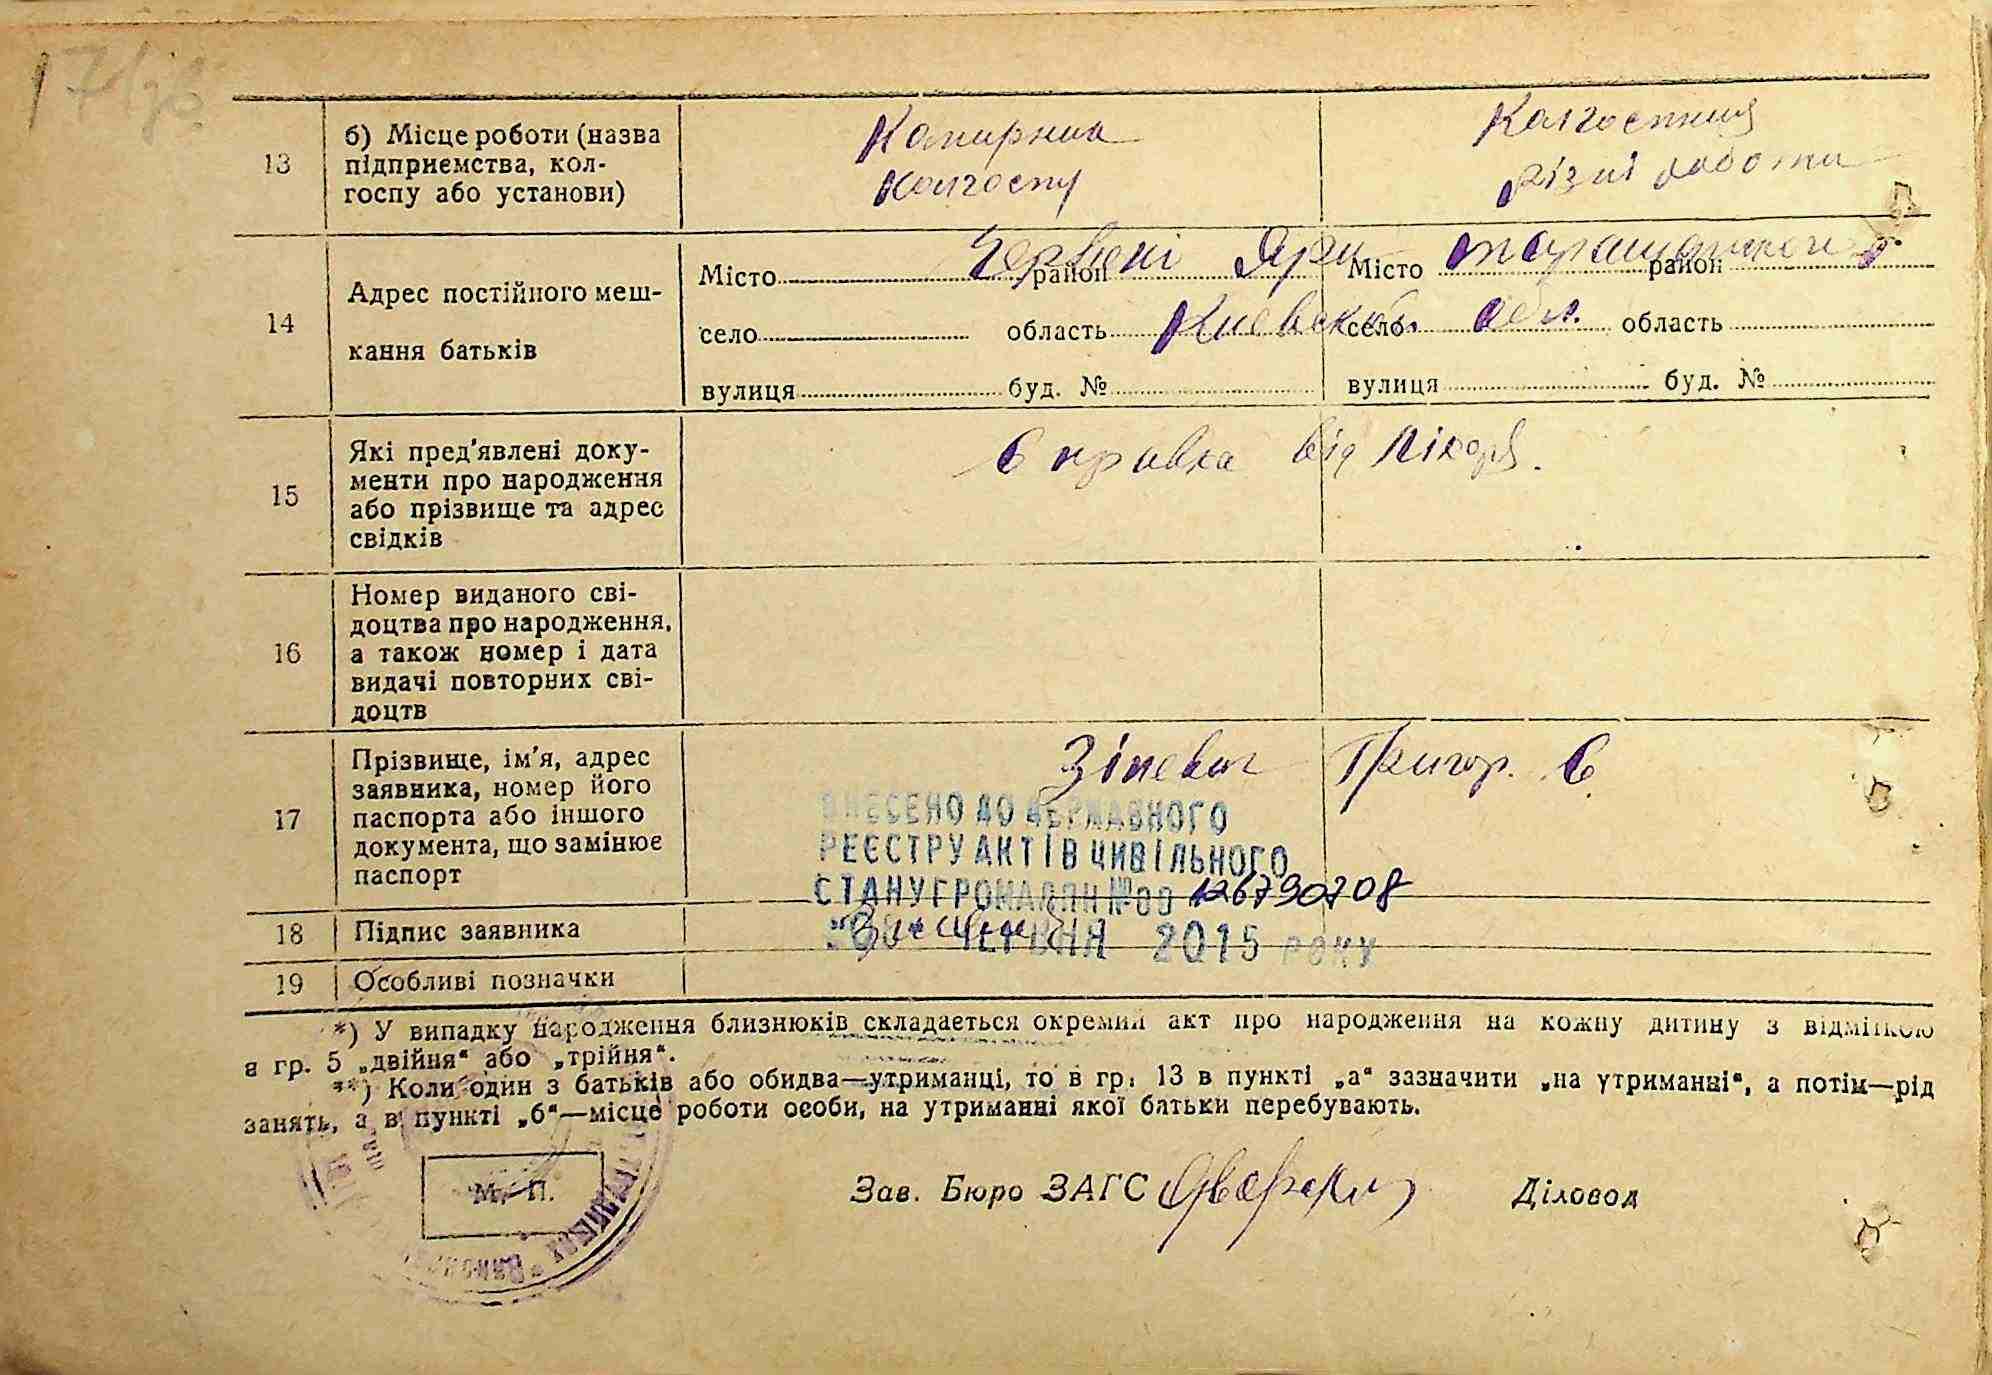 13
б) Місце роботи (назва
підприємства, кол-
госпу або установи)
колгоспу
Колгоспниця
різні роботи
14
Адрес постійного меш-
кання батьків
Місто район
Червоні Яри
село область
Киевской обл.
вулиця буд. №
Місто район
село область
вулиця буд. №
15
Які пред'явлені доку-
менти про народження
або прізвище та адрес
свідків
Справка від лікаря.
16
Номер виданого сві-
доцтва про народження,
а також номер і дата
видачі повторних сві-
доцтв
17
Прізвище, ім'я, адрес
заявника, номер його
паспорта або іншого
документа, що замінює
паспорт
Григор. Є
ВНЕСЕНО ДО ДЕРЖАВНОГО
РЕЄСТРУ АКТІВ ЦИВІЛЬНОГО
СТАНУ ГРОМАДЯН №00126790708
ЧЕРВНЯ 2015 РОКУ
18
Підпис заявника
19
Особливі позначки
*) У випадку народження близнюків складається окремий акт про народження на кожну дитину з відміткою
в гр. 5 „двійня“ або „трійня“.
**) Коли один з батьків або обидва—утриманці, то в гр. 13 в пункті „а“ зазначити „на утриманні“, а потім—рід
занять, а в пункті „б“—місце роботи особи, на утриманні якої батьки перебувають.
М. П.
Зав. Бюро ЗАГС
Діловод